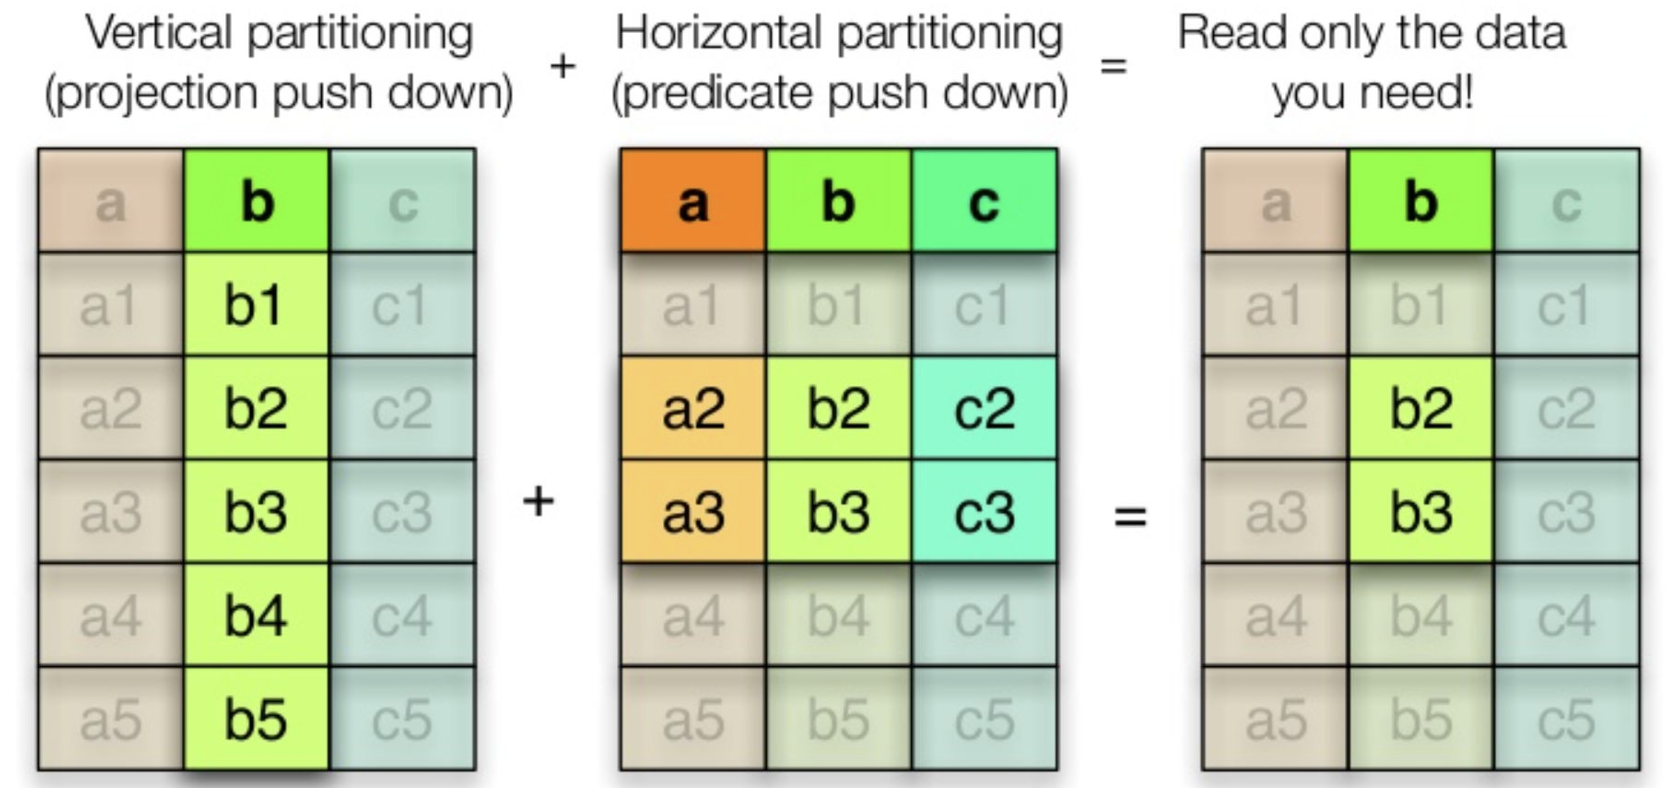 Vertical partitioning
(projection push down)
+
Horizontal partitioning
(predicate push down)
=
Read only the data
you need!
a b c
a1 b1 c1
a2 b2 c2
a3 b3 c3
a4 b4 c4
a5 b5 c5
+
a b c
a1 b1 c1
a2 b2 c2
a3 b3 c3
a4 b4 c4
a5 b5 c5
=
a b c
a1 b1 c1
a2 b2 c2
a3 b3 c3
a4 b4 c4
a5 b5 c5